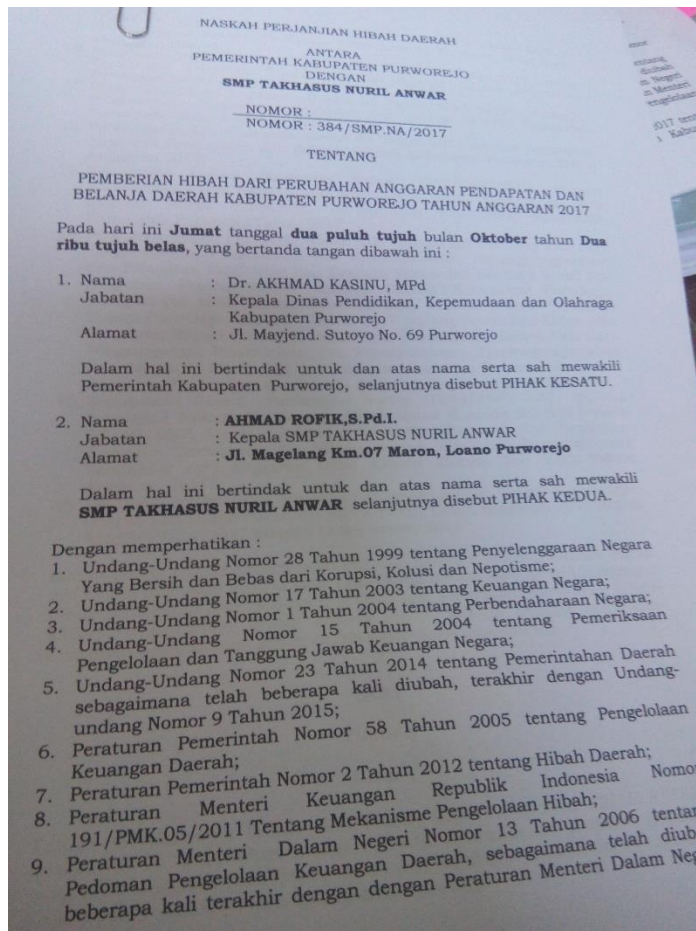 NASKAH PERJANJIAN HIBAH DAERAH
ANTARA
PEMERINTAH KABUPATEN PURWOREJO
DENGAN
SMP TAKHASUS NURIL ANWAR
NOMOR :
NOMOR : 384/SMP.NA/2017
TENTANG
PEMBERIAN HIBAH DARI PERUBAHAN ANGGARAN PENDAPATAN DAN
BELANJA DAERAH KABUPATEN PURWOREJO TAHUN ANGGARAN 2017
Pada hari ini Jumat tanggal dua puluh tujuh bulan Oktober tahun Dua
ribu tujuh belas, yang bertanda tangan dibawah ini :
1. Nama : Dr. AKHMAD KASINU, MPd
Jabatan : Kepala Dinas Pendidikan, Kepemudaan dan Olahraga
Kabupaten Purworejo
Alamat : Jl. Mayjend. Sutoyo No. 69 Purworejo
Dalam hal ini bertindak untuk dan atas nama serta sah mewakili
Pemerintah Kabupaten Purworejo, selanjutnya disebut PIHAK KESATU.
2. Nama : AHMAD ROFIK,S.Pd.I.
Jabatan : Kepala SMP TAKHASUS NURIL ANWAR
Alamat : Jl. Magelang Km.07 Maron, Loano Purworejo
Dalam hal ini bertindak untuk dan atas nama serta sah mewakili
SMP TAKHASUS NURIL ANWAR selanjutnya disebut PIHAK KEDUA.
Dengan memperhatikan :
1. Undang-Undang Nomor 28 Tahun 1999 tentang Penyelenggaraan Negara
Yang Bersih dan Bebas dari Korupsi, Kolusi dan Nepotisme;
2. Undang-Undang Nomor 17 Tahun 2003 tentang Keuangan Negara;
3. Undang-Undang Nomor 1 Tahun 2004 tentang Perbendaharaan Negara;
4. Undang-Undang Nomor 15 Tahun 2004 tentang Pemeriksaan
Pengelolaan dan Tanggung Jawab Keuangan Negara;
5. Undang-Undang Nomor 23 Tahun 2014 tentang Pemerintahan Daerah
sebagaimana telah beberapa kali diubah, terakhir dengan Undang-
undang Nomor 9 Tahun 2015;
6. Peraturan Pemerintah Nomor 58 Tahun 2005 tentang Pengelolaan
Keuangan Daerah;
7. Peraturan Pemerintah Nomor 2 Tahun 2012 tentang Hibah Daerah;
8. Peraturan Menteri Keuangan Republik Indonesia Nomo
191/PMK.05/2011 Tentang Mekanisme Pengelolaan Hibah;
9. Peraturan Menteri Dalam Negeri Nomor 13 Tahun 2006 tentan
Pedoman Pengelolaan Keuangan Daerah, sebagaimana telah diub
beberapa kali terakhir dengan dengan Peraturan Menteri Dalam Neg
entang
diubah
m Negeri
n Menteri
engelolaan
2017 tent
Kabu